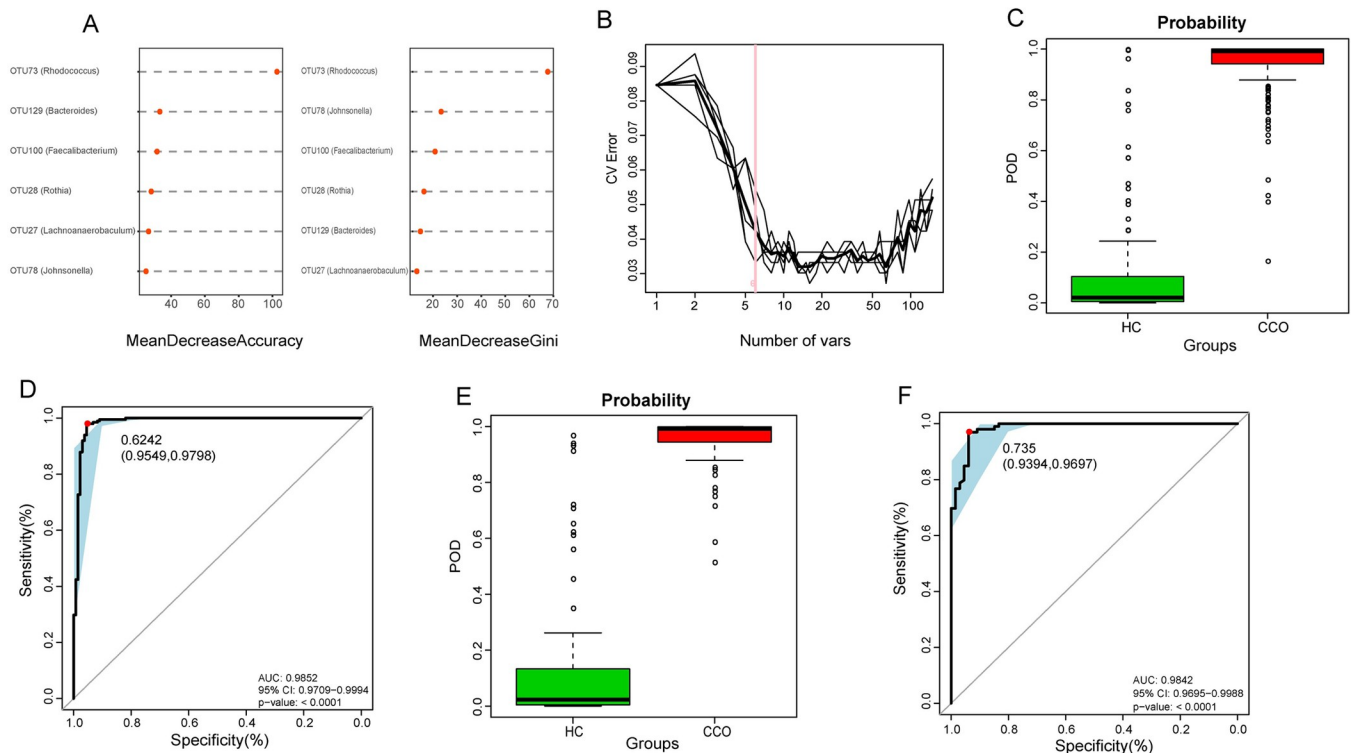 A
OTU73 (Rhodococcus)
OTU129 (Bacteroides)
OTU100 (Faecalibacterium)
OTU28 (Rothia)
OTU27 (Lachnoanaerobaculum)
OTU78 (Johnsonella)
40 60 80 100
MeanDecreaseAccuracy
OTU73 (Rhodococcus)
OTU78 (Johnsonella)
OTU100 (Faecalibacterium)
OTU28 (Rothia)
OTU129 (Bacteroides)
OTU27 (Lachnoanaerobaculum)
20 30 40 50 60 70
MeanDecreaseGini
B
CV Error
0.09
0.08
0.07
0.06
0.05
0.04
0.03
6
1 2 5 10 20 50 100
Number of vars
C
Probability
POD
1.0
0.8
0.6
0.4
0.2
0.0
HC CCO
Groups
D
Sensitivity(%)
1.0
0.8
0.6
0.4
0.2
0.0
0.6242
(0.9549,0.9798)
AUC: 0.9852
95% CI: 0.9709−0.9994
p-value: < 0.0001
1.0 0.8 0.6 0.4 0.2 0.0
Specificity(%)
E
Probability
POD
1.0
0.8
0.6
0.4
0.2
0.0
HC CCO
Groups
F
Sensitivity(%)
1.0
0.8
0.6
0.4
0.2
0.0
0.735
(0.9394,0.9697)
AUC: 0.9842
95% CI: 0.9695−0.9988
p-value: < 0.0001
1.0 0.8 0.6 0.4 0.2 0.0
Specificity(%)